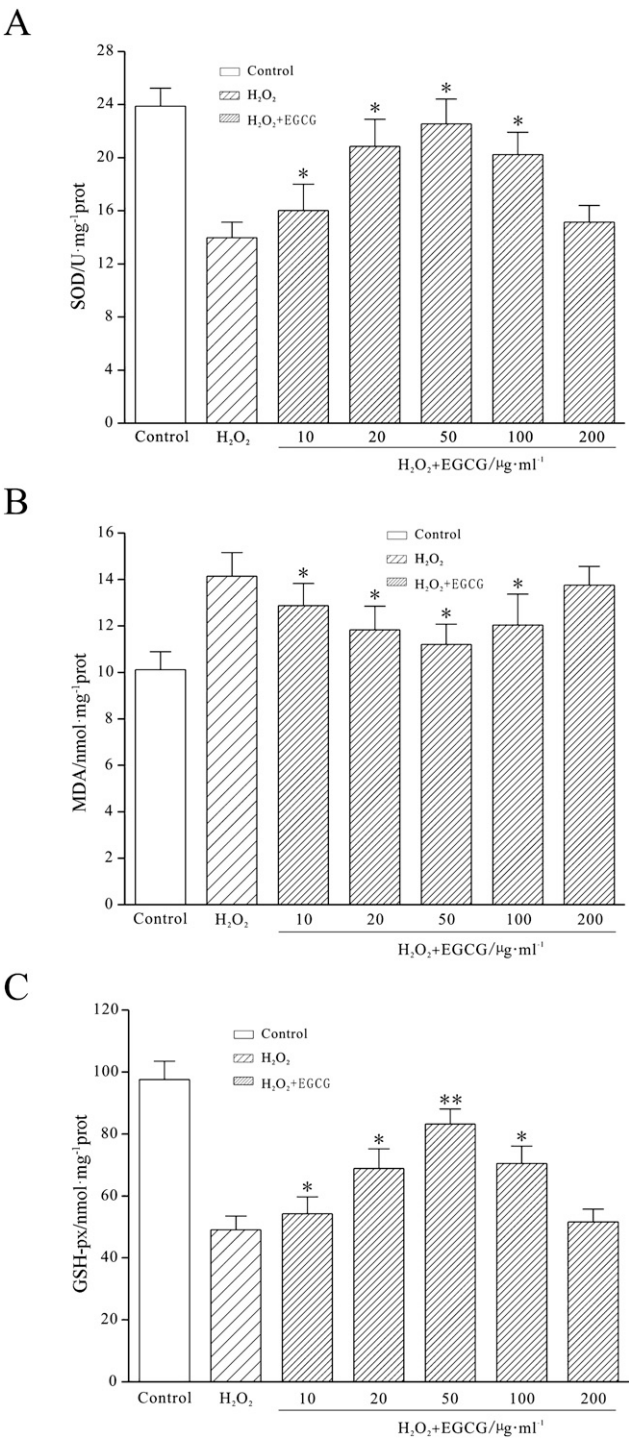 A
28
24
20
16
12
8
4
0
SOD/U·mg⁻¹prot
Control
H₂O₂
H₂O₂+EGCG
*
*
*
*
Control H₂O₂ 10 20 50 100 200
H₂O₂+EGCG/μg·ml⁻¹
B
16
14
12
10
8
6
4
2
0
MDA/nmol·mg⁻¹prot
Control
H₂O₂
H₂O₂+EGCG
*
*
*
*
Control H₂O₂ 10 20 50 100 200
H₂O₂+EGCG/μg·ml⁻¹
C
120
100
80
60
40
20
0
GSH-px/nmol·mg⁻¹prot
Control
H₂O₂
H₂O₂+EGCG
*
*
**
*
Control H₂O₂ 10 20 50 100 200
H₂O₂+EGCG/μg·ml⁻¹